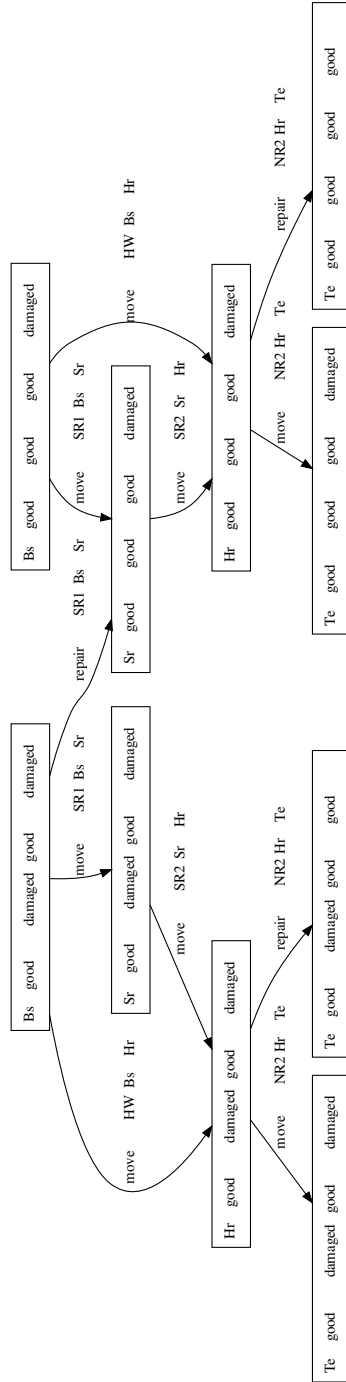 Bs good damaged good damaged
Bs good good good damaged
move SR1 Bs Sr
repair SR1 Bs Sr
move SR1 Bs Sr
move HW Bs Hr
Sr good damaged good damaged
Sr good good good damaged
move HW Bs Hr
move SR2 Sr Hr
move SR2 Sr Hr
Hr good damaged good damaged
Hr good good good damaged
move NR2 Hr Te
repair NR2 Hr Te
move NR2 Hr Te
repair NR2 Hr Te
Te good damaged good damaged
Te good damaged good good
Te good good good damaged
Te good good good good